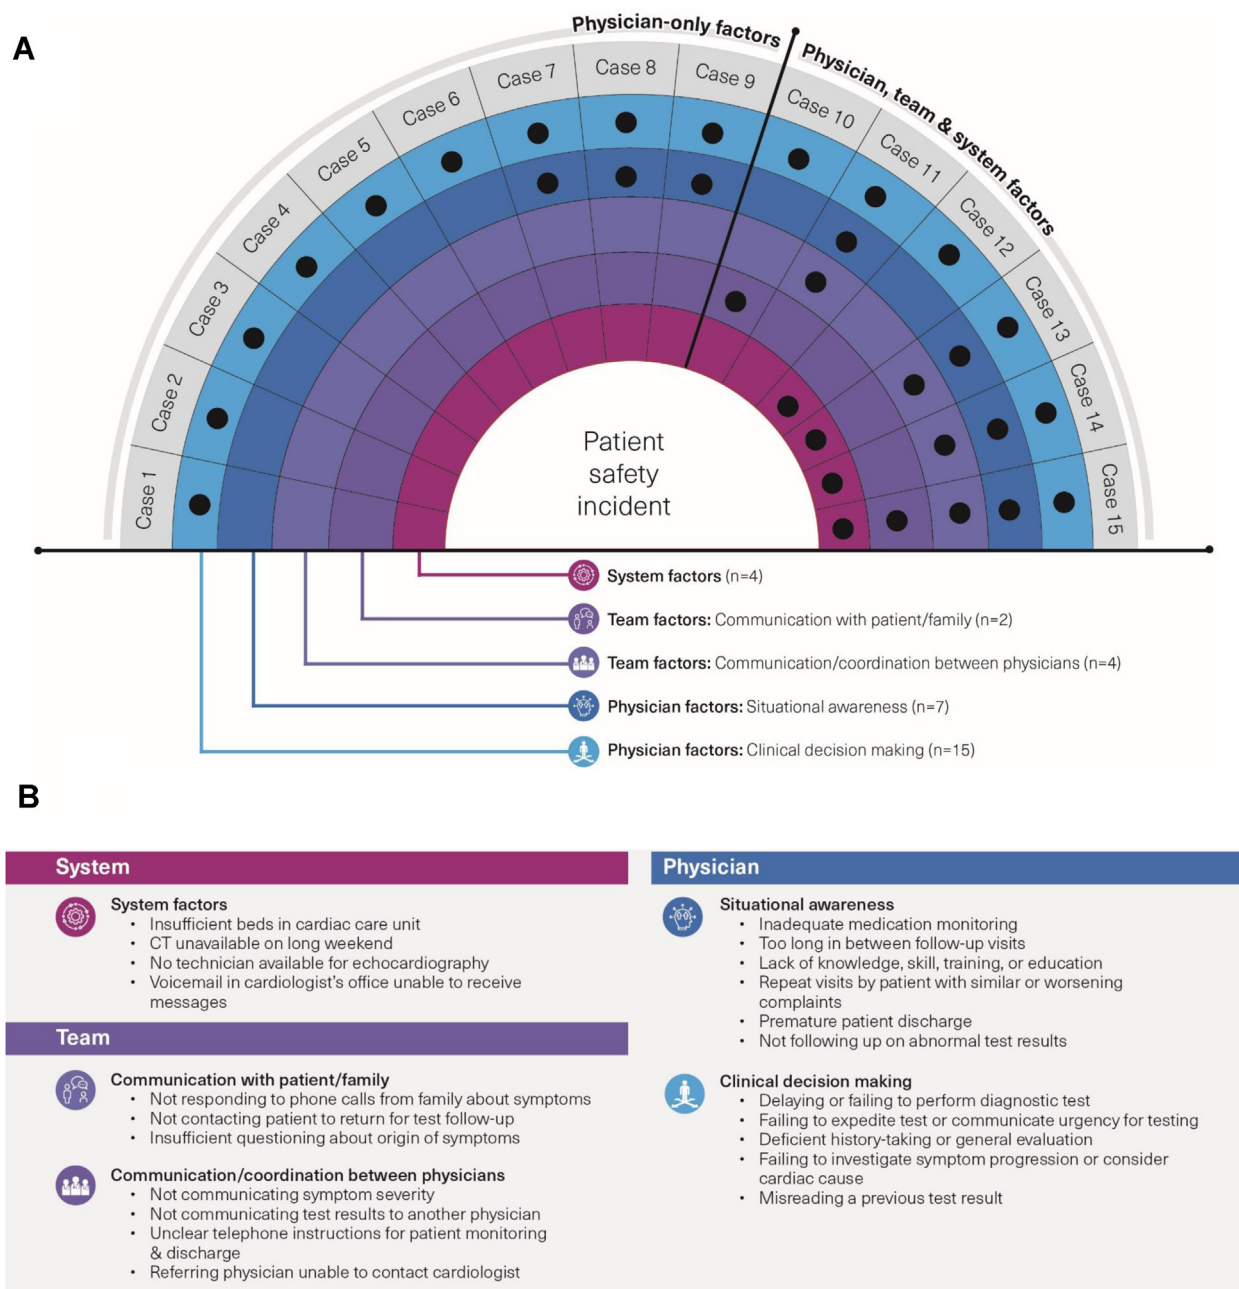 A
Physician-only factors
Physician, team & system factors
Case 1
Case 2
Case 3
Case 4
Case 5
Case 6
Case 7
Case 8
Case 9
Case 10
Case 11
Case 12
Case 13
Case 14
Case 15
Patient
safety
incident
System factors (n=4)
Team factors: Communication with patient/family (n=2)
Team factors: Communication/coordination between physicians (n=4)
Physician factors: Situational awareness (n=7)
Physician factors: Clinical decision making (n=15)
B
System
System factors
• Insufficient beds in cardiac care unit
• CT unavailable on long weekend
• No technician available for echocardiography
• Voicemail in cardiologist's office unable to receive
messages
Team
Communication with patient/family
• Not responding to phone calls from family about symptoms
• Not contacting patient to return for test follow-up
• Insufficient questioning about origin of symptoms
Communication/coordination between physicians
• Not communicating symptom severity
• Not communicating test results to another physician
• Unclear telephone instructions for patient monitoring
& discharge
• Referring physician unable to contact cardiologist
Physician
Situational awareness
• Inadequate medication monitoring
• Too long in between follow-up visits
• Lack of knowledge, skill, training, or education
• Repeat visits by patient with similar or worsening
complaints
• Premature patient discharge
• Not following up on abnormal test results
Clinical decision making
• Delaying or failing to perform diagnostic test
• Failing to expedite test or communicate urgency for testing
• Deficient history-taking or general evaluation
• Failing to investigate symptom progression or consider
cardiac cause
• Misreading a previous test result